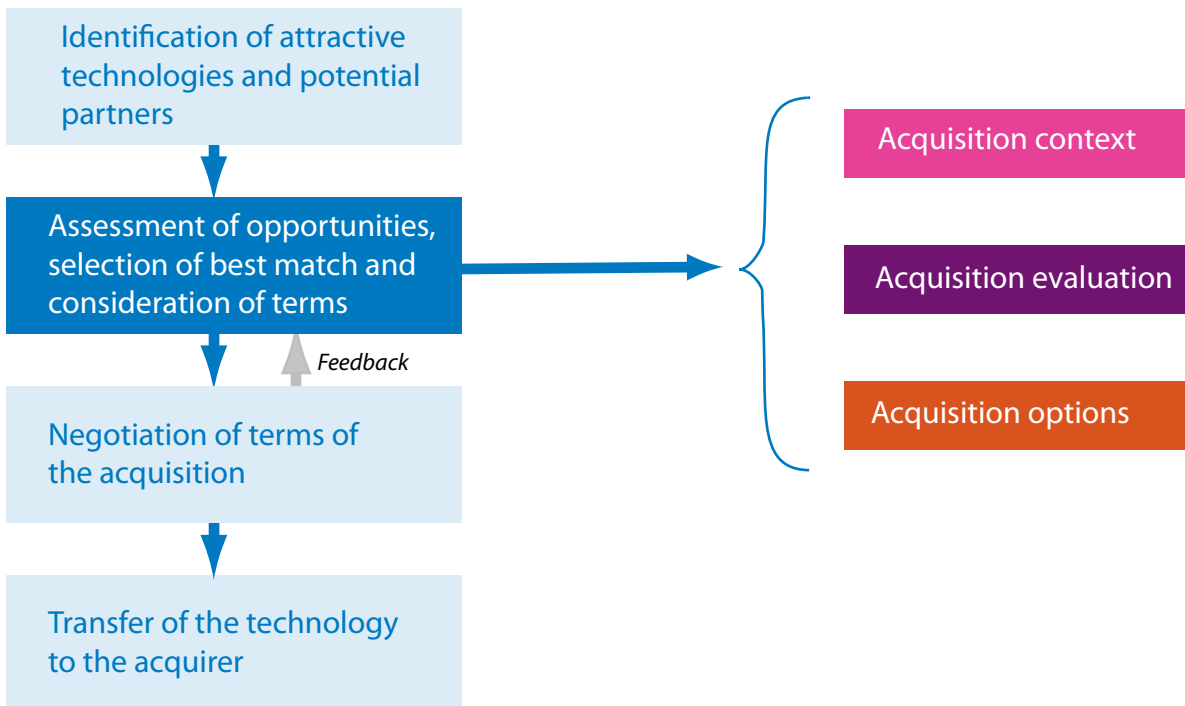 Identification of attractive
technologies and potential
partners
Assessment of opportunities,
selection of best match and
consideration of terms
Feedback
Negotiation of terms of
the acquisition
Transfer of the technology
to the acquirer
Acquisition context
Acquisition evaluation
Acquisition options